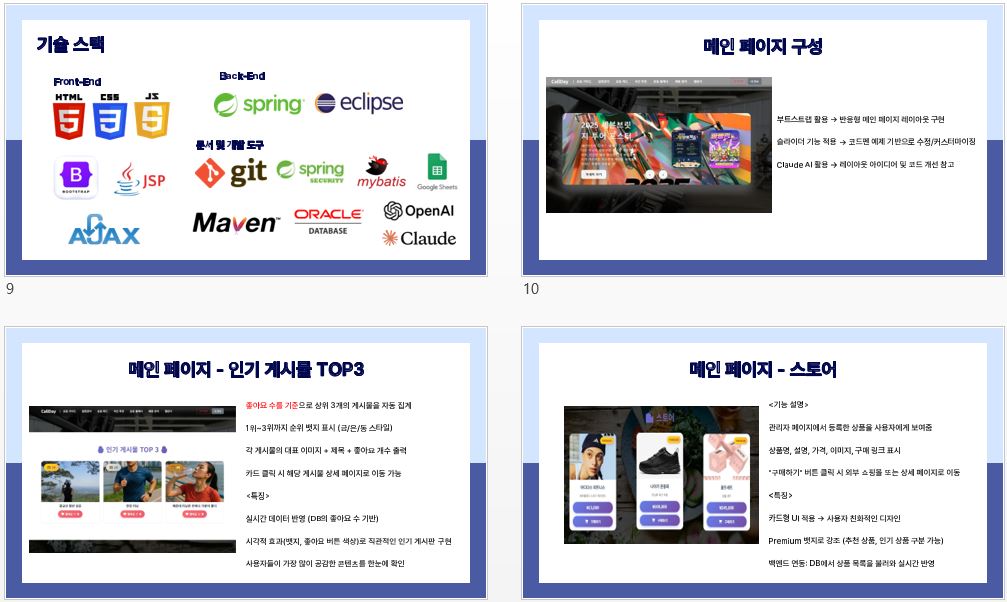 기술 스택
Front-End
Back-End
HTML
CSS
JS
spring
eclipse
문서 및 개발 도구
BOOTSTRAP
JSP
git
spring
SECURITY
mybatis
Google Sheets
AJAX
Maven™
ORACLE
DATABASE
OpenAI
Claude
9
메인 페이지 구성
CaliDay
2025
부트스트랩 활용 → 반응형 메인 페이지 레이아웃 구현
슬라이더 기능 적용 → 코드펜 예제 기반으로 수정/커스터마이징
Claude AI 활용 → 레이아웃 아이디어 및 코드 개선 참고
10
메인 페이지 - 인기 게시률 TOP3
CaliDay
인기 게시물 TOP 3
좋아요 수를 기준으로 상위 3개의 게시물을 자동 집계
1위~3위까지 순위 뱃지 표시 (금/은/동 스타일)
각 게시물의 대표 이미지 + 제목 + 좋아요 개수 출력
카드 클릭 시 해당 게시물 상세 페이지로 이동 가능
<특징>
실시간 데이터 반영 (DB의 좋아요 수 기반)
시각적 효과(뱃지, 좋아요 버튼 색상)로 직관적인 인기 게시판 구현
사용자들이 가장 많이 공감한 콘텐츠를 한눈에 확인
메인 페이지 - 스토어
스토어
<기능 설명>
관리자 페이지에서 등록한 상품을 사용자에게 보여줌
상품명, 설명, 가격, 이미지, 구매 링크 표시
"구매하기" 버튼 클릭 시 외부 쇼핑몰 또는 상세 페이지로 이동
<특징>
카드형 UI 적용 → 사용자 친화적인 디자인
Premium 뱃지로 강조 (추천 상품, 인기 상품 구분 가능)
백엔드 연동: DB에서 상품 목록을 불러와 실시간 반영